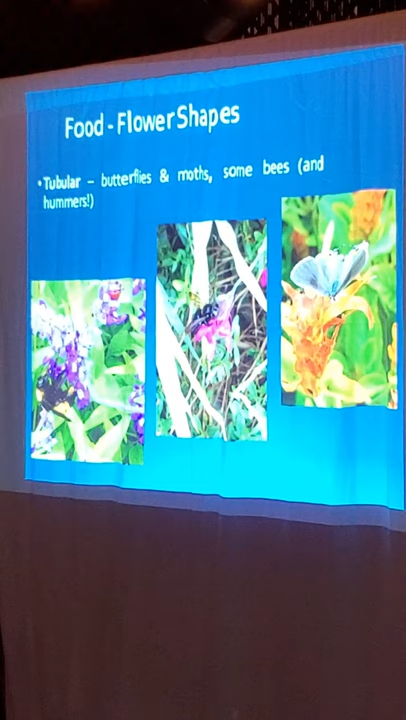 Food - Flower Shapes
• Tubular – butterflies & moths, some bees (and
hummers!)